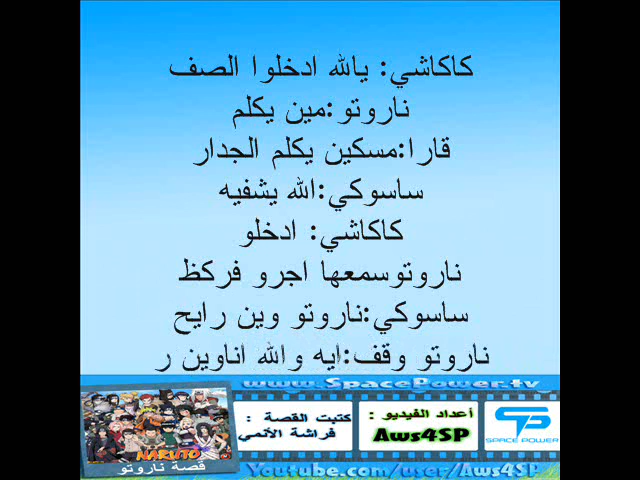 كاكاشي: يالله ادخلوا الصف
ناروتو:مين يكلم
قارا:مسكين يكلم الجدار
ساسوكي:الله يشفيه
كاكاشي: ادخلو
ناروتوسمعها اجرو فركظ
ساسوكي:ناروتو وين رايح
ناروتو وقف:ايه والله اناوين ر
www.SpacePower.tv
أعداد الفيديو :
Aws4SP
كتبت القصة :
فراشة الأنمي
SP
SPACE POWER
NARUTO
قصة ناروتو
Youtube.com/user/Aws4SP